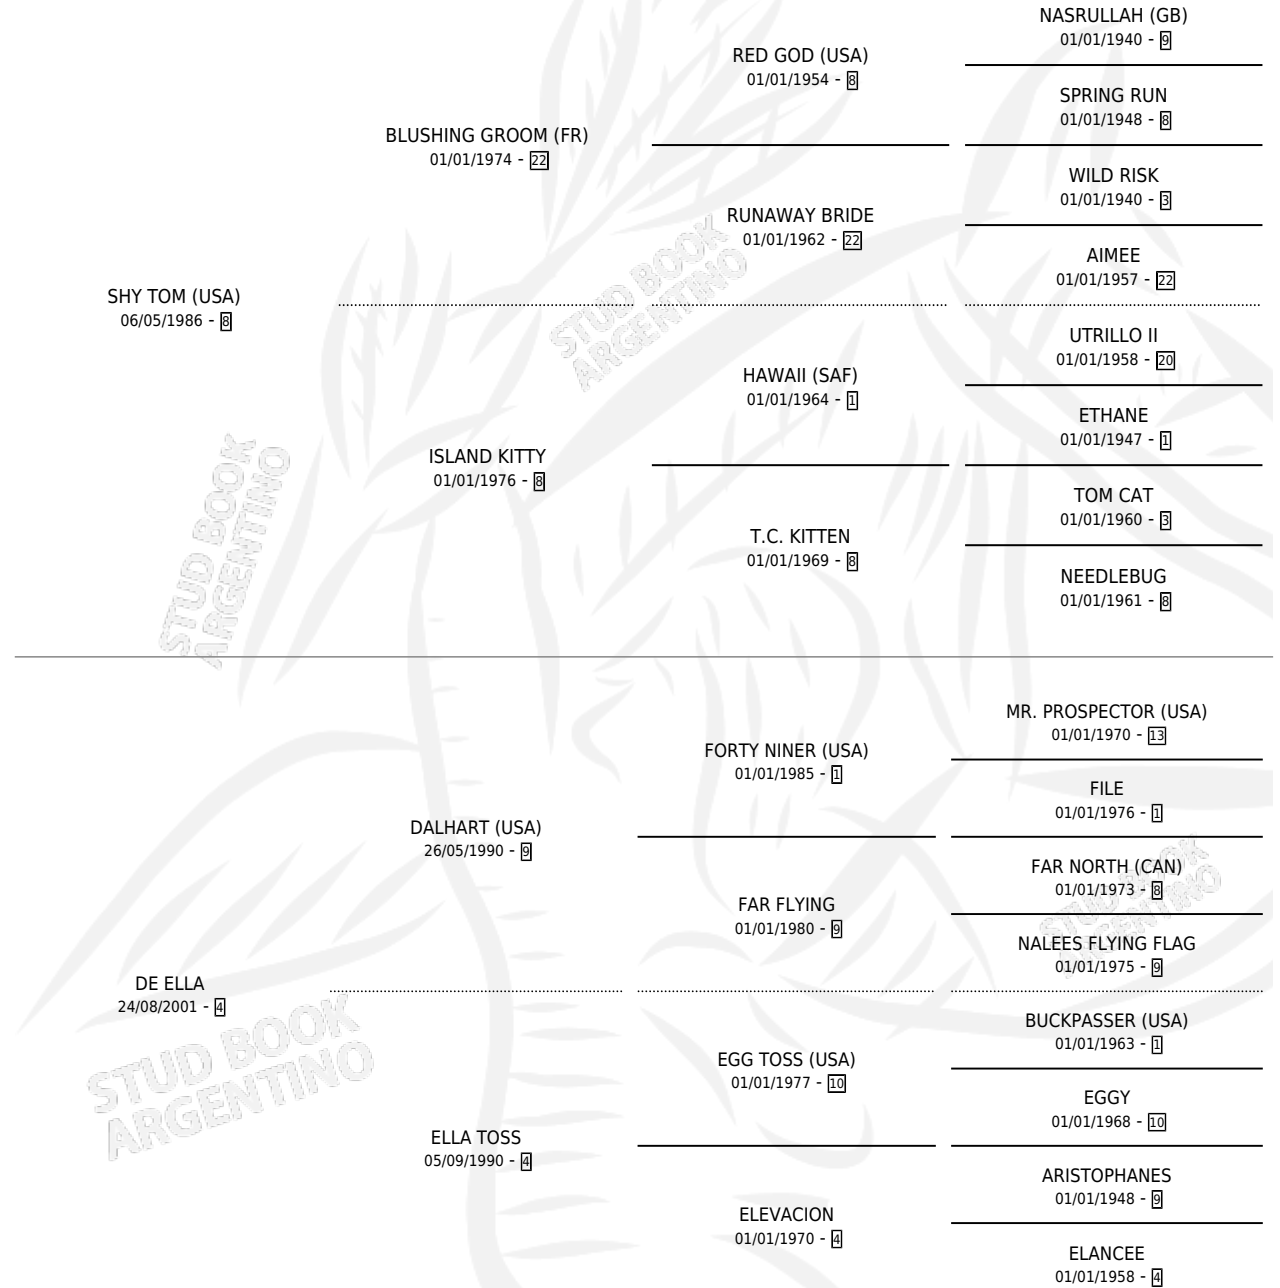 NASRULLAH (GB)
01/01/1940 - 9
RED GOD (USA)
01/01/1954 - 8
SPRING RUN
01/01/1948 - 8
BLUSHING GROOM (FR)
01/01/1974 - 22
WILD RISK
01/01/1940 - 3
RUNAWAY BRIDE
01/01/1962 - 22
AIMEE
01/01/1957 - 22
SHY TOM (USA)
06/05/1986 - 8
STUD BOOK
ARGENTINO
UTRILLO II
01/01/1958 - 20
HAWAII (SAF)
01/01/1964 - 1
ETHANE
01/01/1947 - 1
ISLAND KITTY
01/01/1976 - 8
TOM CAT
01/01/1960 - 3
T.C. KITTEN
01/01/1969 - 8
NEEDLEBUG
01/01/1961 - 8
STUD BOOK
ARGENTINO
MR. PROSPECTOR (USA)
01/01/1970 - 13
FORTY NINER (USA)
01/01/1985 - 1
FILE
01/01/1976 - 1
DALHART (USA)
26/05/1990 - 9
FAR NORTH (CAN)
01/01/1973 - 8
FAR FLYING
01/01/1980 - 9
NALEES FLYING FLAG
01/01/1975 - 9
STUD BOOK
ARGENTINO
DE ELLA
24/08/2001 - 4
BUCKPASSER (USA)
01/01/1963 - 1
EGG TOSS (USA)
01/01/1977 - 10
EGGY
01/01/1968 - 10
STUD BOOK
ARGENTINO
ELLA TOSS
05/09/1990 - 4
ARISTOPHANES
01/01/1948 - 9
ELEVACION
01/01/1970 - 4
ELANCEE
01/01/1958 - 4